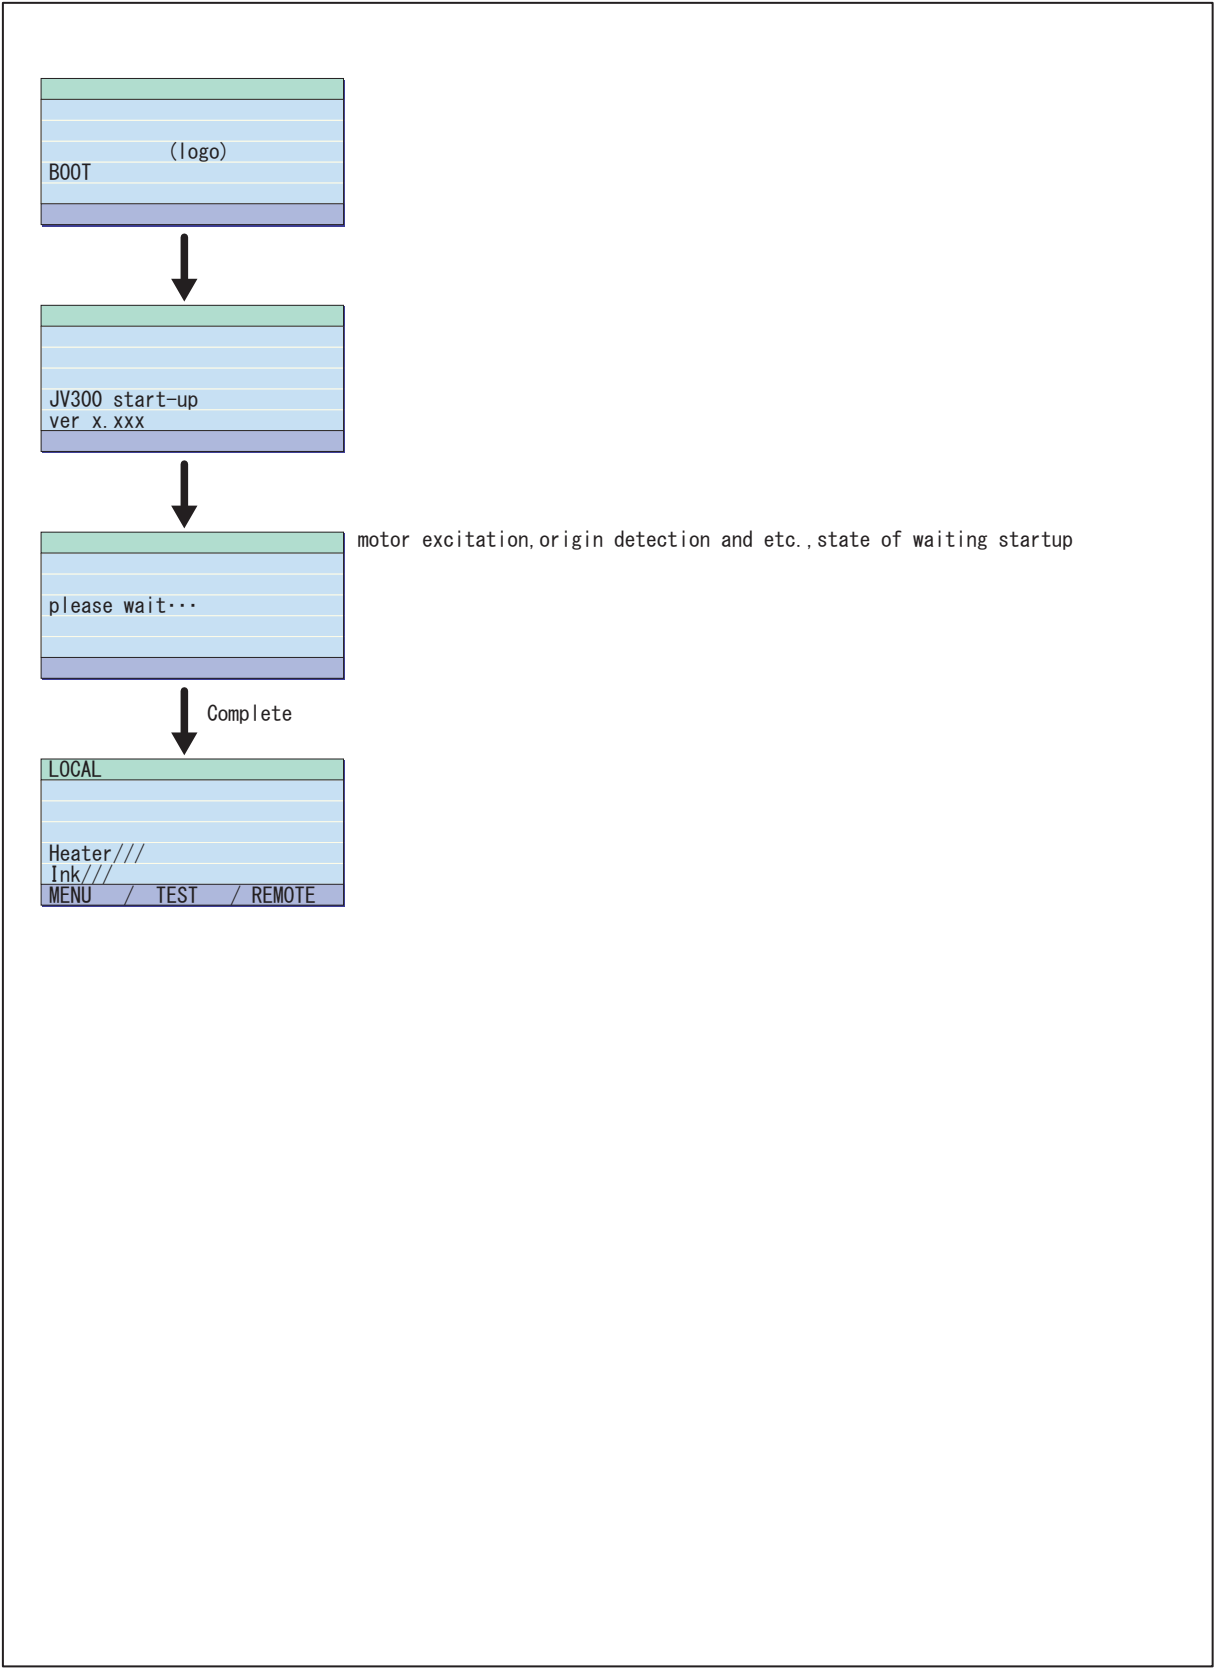 (logo)
BOOT
JV300 start-up
ver x.xxx
motor excitation,origin detection and etc.,state of waiting startup
please wait･･･
Complete
LOCAL
Heater///
Ink///
MENU / TEST / REMOTE